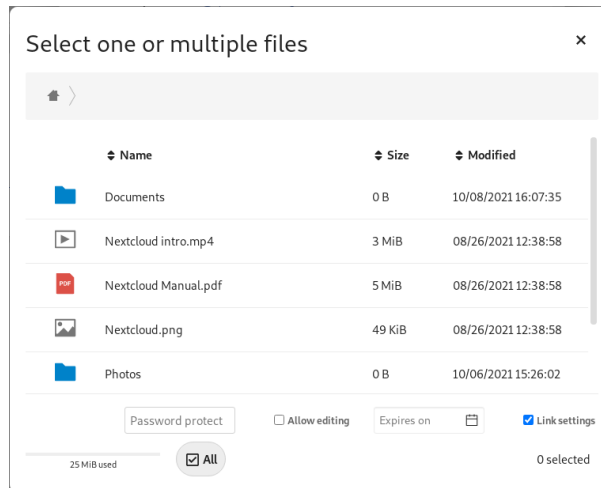 Select one or multiple files ×
Name Size Modified
Documents 0 B 10/08/2021 16:07:35
Nextcloud intro.mp4 3 MiB 08/26/2021 12:38:58
PDF Nextcloud Manual.pdf 5 MiB 08/26/2021 12:38:58
Nextcloud.png 49 KiB 08/26/2021 12:38:58
Photos 0 B 10/06/2021 15:26:02
Password protect Allow editing Expires on Link settings
25 MiB used All 0 selected